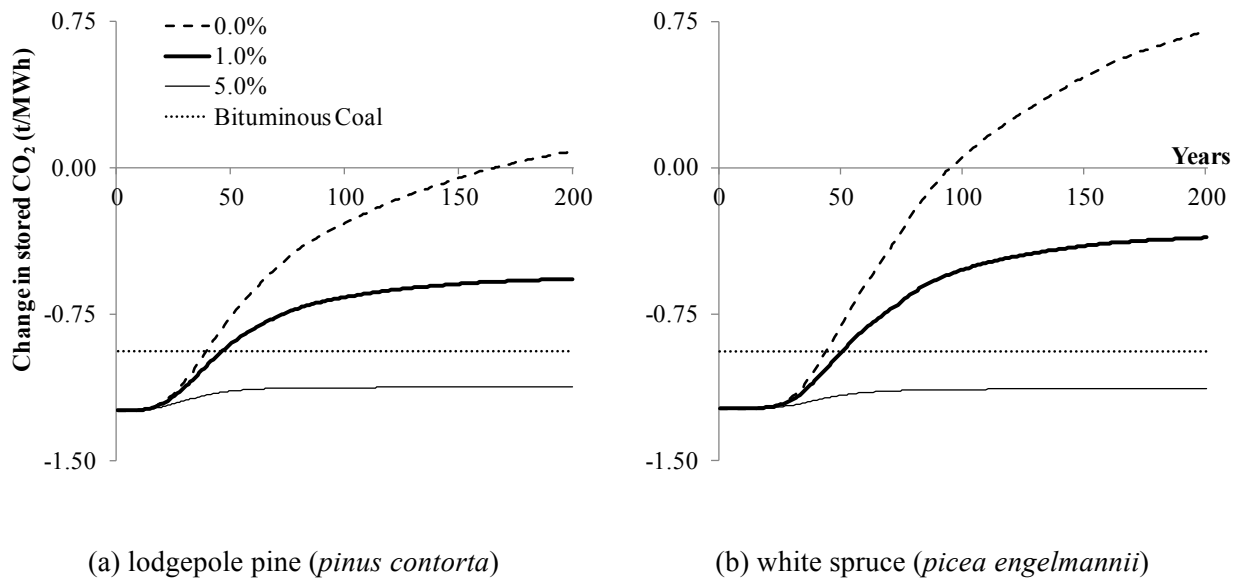 Change in stored CO₂ (t/MWh)
0.75
0.00
-0.75
-1.50
0.0%
1.0%
5.0%
Bituminous Coal
0 50 100 150 200
(a) lodgepole pine (pinus contorta)
0.75
0.00
-0.75
-1.50
Years
0 50 100 150 200
(b) white spruce (picea engelmannii)